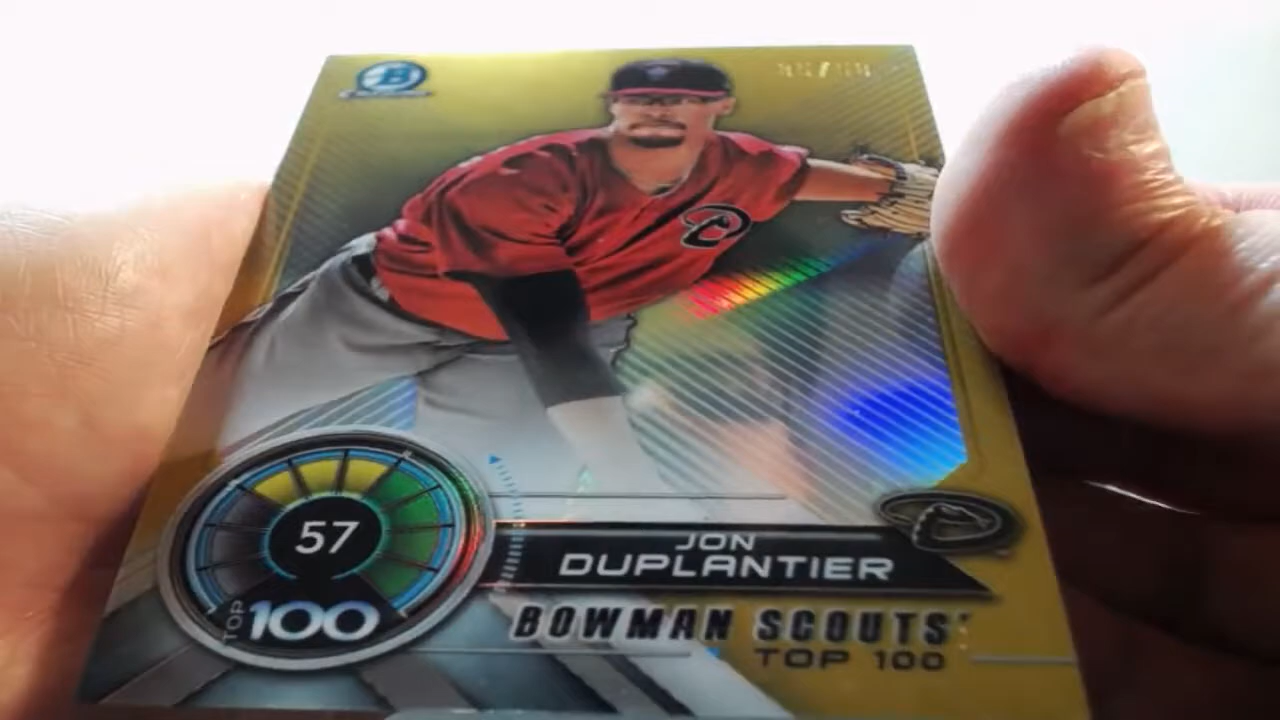 B
D
57
TOP 100
JON
DUPLANTIER
BOWMAN SCOUTS'
TOP 100